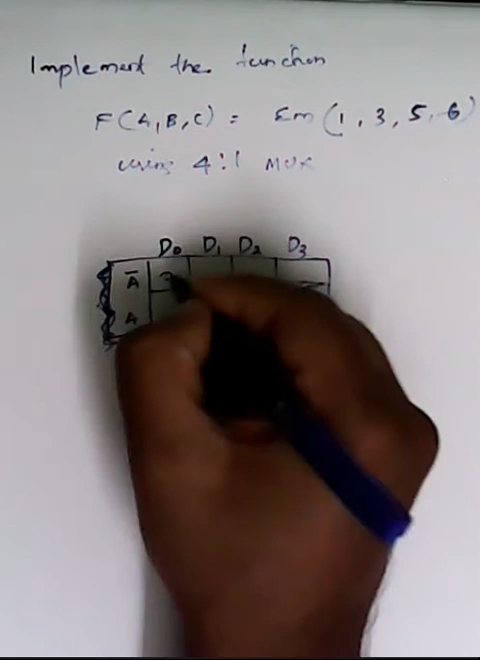 Implement the function
F(A,B,C) = Σm (1, 3, 5, 6)
using 4:1 MUX
D0 D1 D2 D3
Ā
A